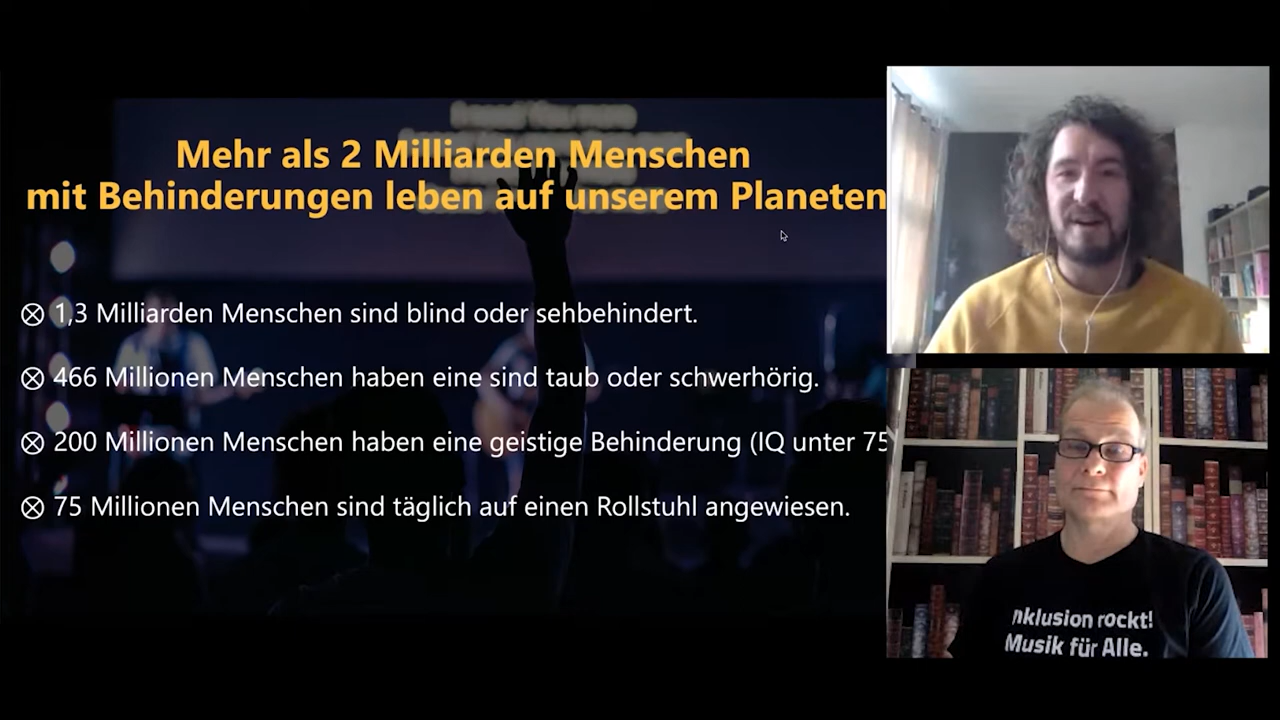 Mehr als 2 Milliarden Menschen
mit Behinderungen leben auf unserem Planeten
1,3 Milliarden Menschen sind blind oder sehbehindert.
466 Millionen Menschen haben eine sind taub oder schwerhörig.
200 Millionen Menschen haben eine geistige Behinderung (IQ unter 75
75 Millionen Menschen sind täglich auf einen Rollstuhl angewiesen.
nklusion rockt!
Musik für Alle.